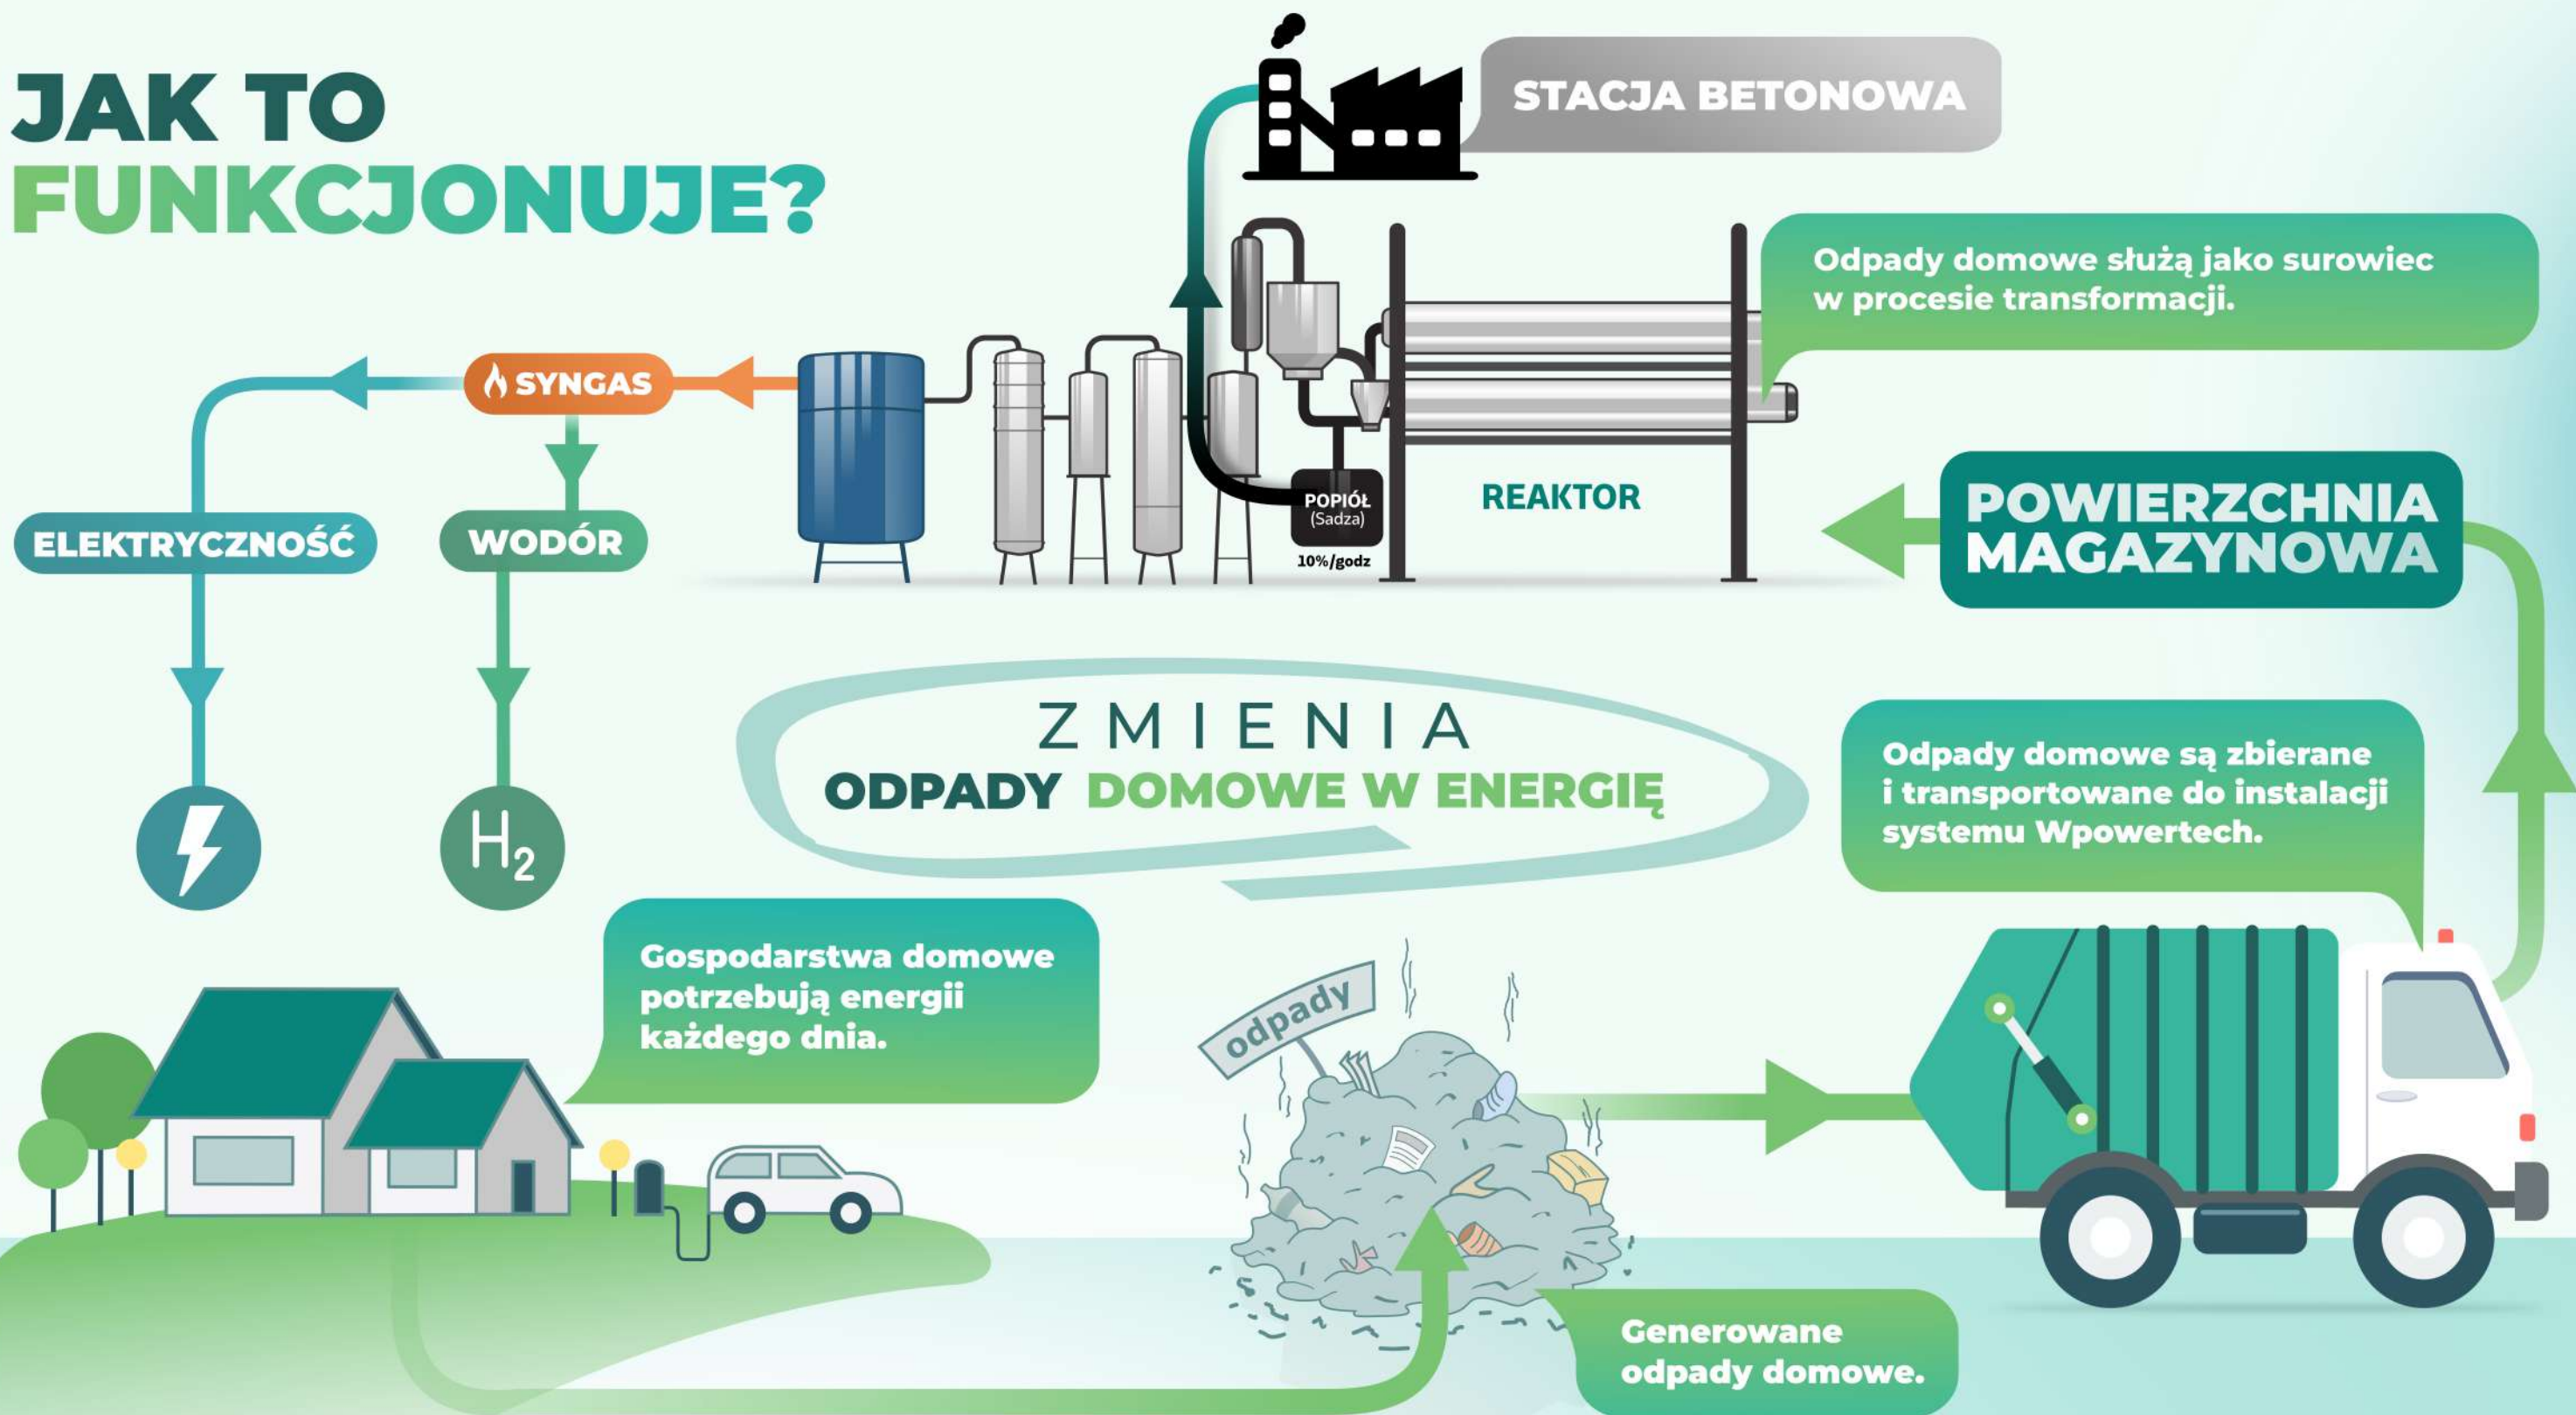 JAK TO
FUNKCJONUJE?
STACJA BETONOWA
Odpady domowe służą jako surowiec
w procesie transformacji.
SYNGAS
ELEKTRYCZNOŚĆ
WODÓR
POPIÓŁ
(Sadza)
10%/godz
REAKTOR
POWIERZCHNIA
MAGAZYNOWA
ZMIENIA
ODPADY DOMOWE W ENERGIĘ
Odpady domowe są zbierane
i transportowane do instalacji
systemu Wpowertech.
H₂
Gospodarstwa domowe
potrzebują energii
każdego dnia.
odpady
Generowane
odpady domowe.